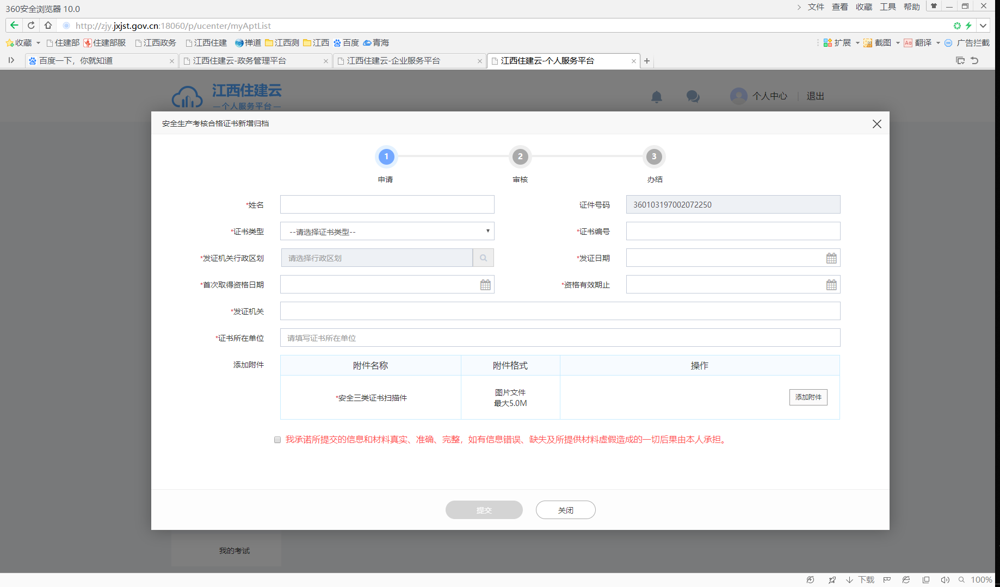 360安全浏览器 10.0
文件 查看 收藏 工具 帮助
http://zjy.jxjst.gov.cn:18060/p/ucenter/myAptList
收藏 住建部 住建部服 江西政务 江西住建 禅道 江西测 江西 百度 青海 扩展 截图 翻译 广告拦截
百度一下，你就知道 江西住建云-政务管理平台 江西住建云-企业服务平台 江西住建云-个人服务平台
江西住建云
—个人服务平台—
个人中心 退出
安全生产考核合格证书新增归档
1 2 3
申请 审核 办结
*姓名
证件号码 360103197002072250
*证书类型 --请选择证书类型--
*证书编号
*发证机关行政区划 请选择行政区划
*发证日期
*首次取得资格日期
*资格有效期止
*发证机关
*证书所在单位 请填写证书所在单位
添加附件 附件名称 附件格式 操作
*安全三类证书扫描件
图片文件
最大5.0M
添加附件
我承诺所提交的信息和材料真实、准确、完整，如有信息错误、缺失及所提供材料虚假造成的一切后果由本人承担。
提交 关闭
我的考试
下载 100%